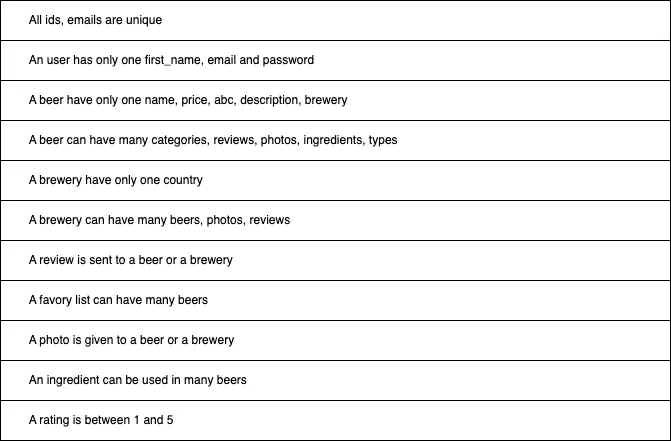 All ids, emails are unique
An user has only one first_name, email and password
A beer have only one name, price, abc, description, brewery
A beer can have many categories, reviews, photos, ingredients, types
A brewery have only one country
A brewery can have many beers, photos, reviews
A review is sent to a beer or a brewery
A favory list can have many beers
A photo is given to a beer or a brewery
An ingredient can be used in many beers
A rating is between 1 and 5